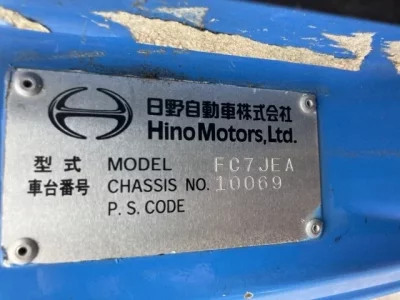 日野自動車株式会社
Hino Motors, Ltd.
型式 MODEL FC7JEA
車台番号 CHASSIS NO. 10069
P. S. CODE